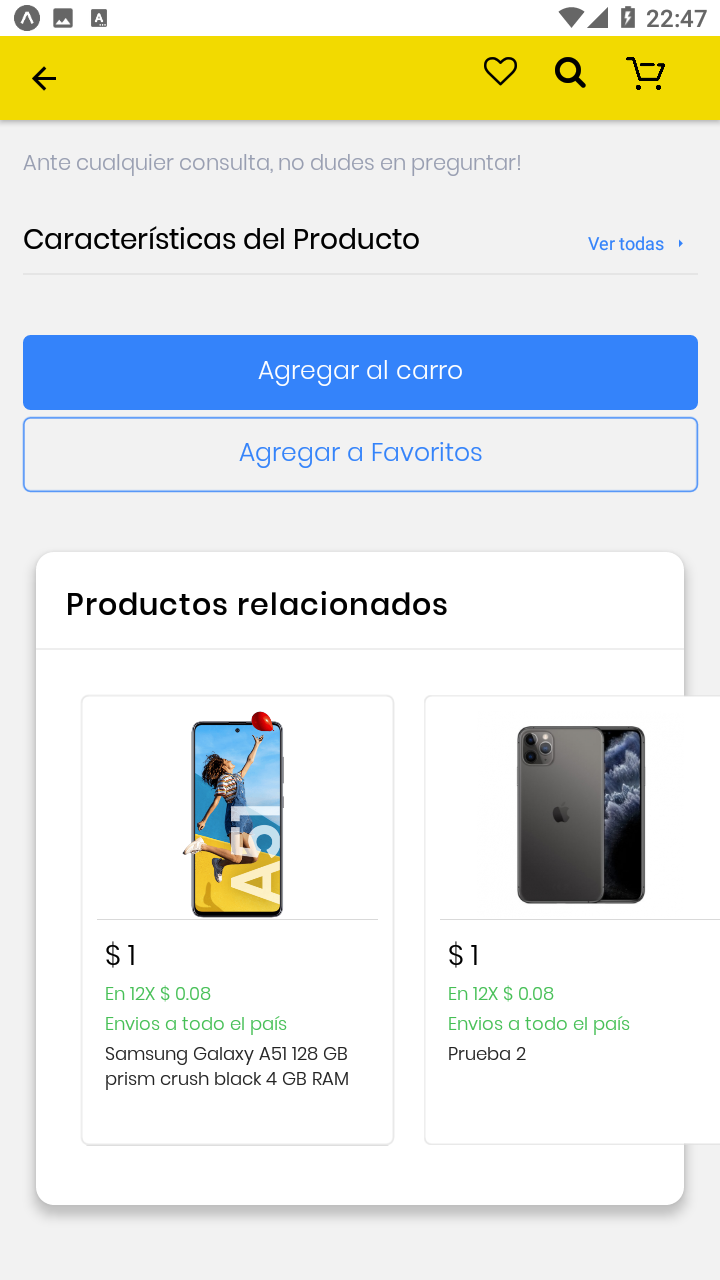 22:47
Ante cualquier consulta, no dudes en preguntar!
Características del Producto
Ver todas
Agregar al carro
Agregar a Favoritos
Productos relacionados
A51
$ 1
En 12X $ 0.08
Envios a todo el país
Samsung Galaxy A51 128 GB
prism crush black 4 GB RAM
$ 1
En 12X $ 0.08
Envios a todo el país
Prueba 2